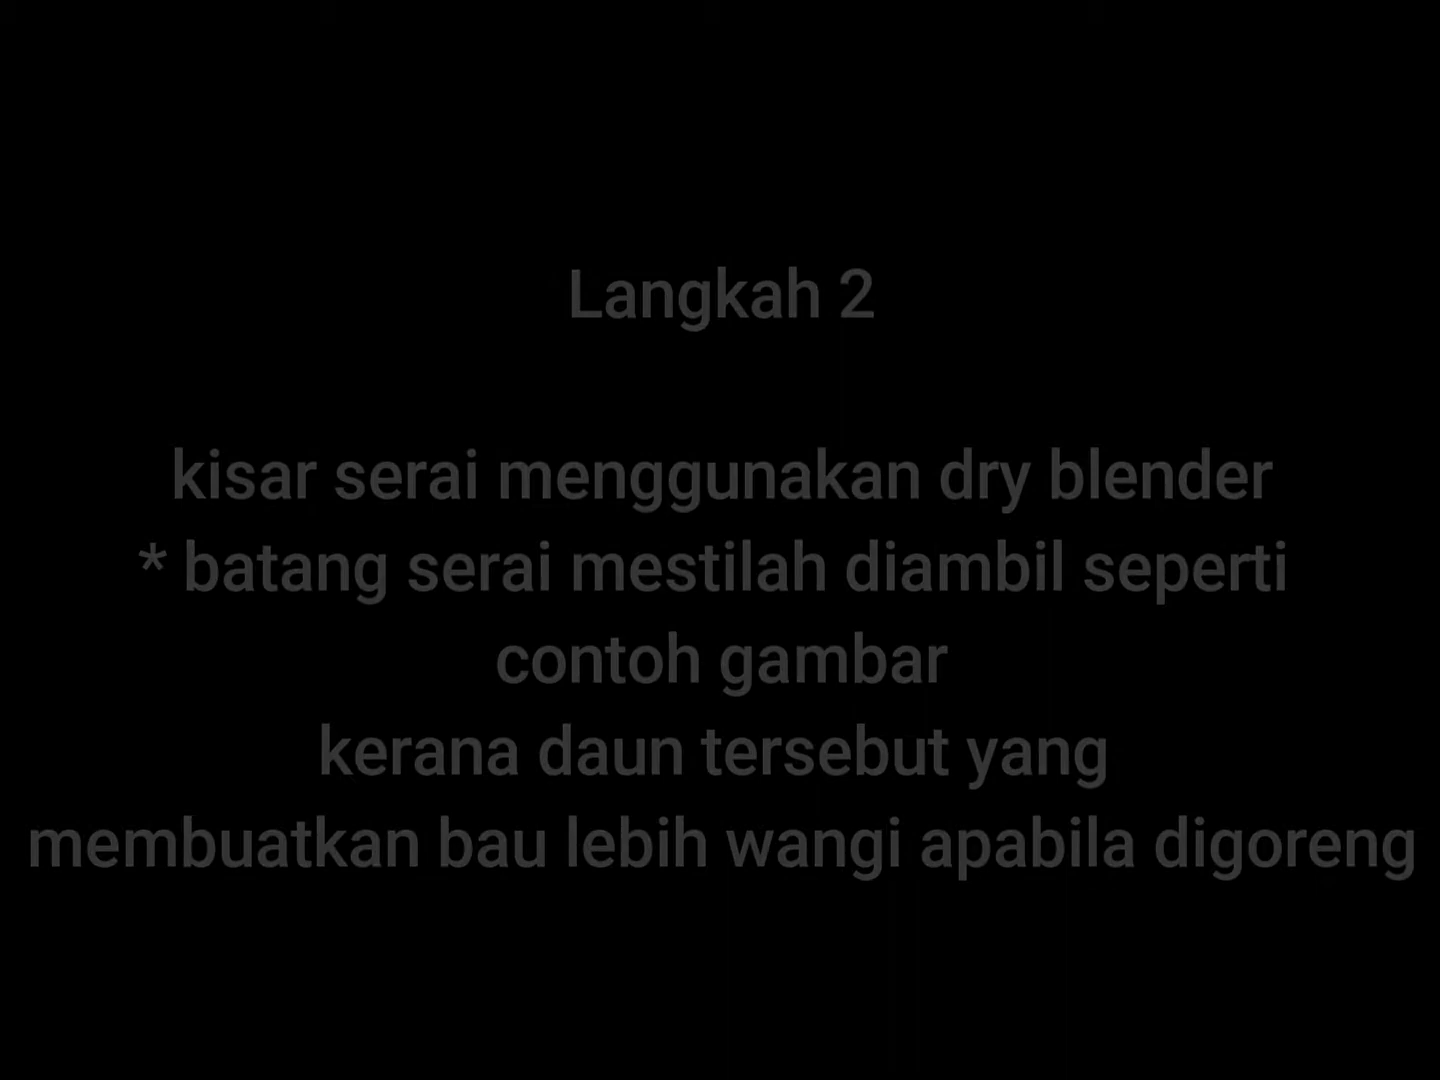 Langkah 2
kisar serai menggunakan dry blender
* batang serai mestilah diambil seperti
contoh gambar
kerana daun tersebut yang
membuatkan bau lebih wangi apabila digoreng